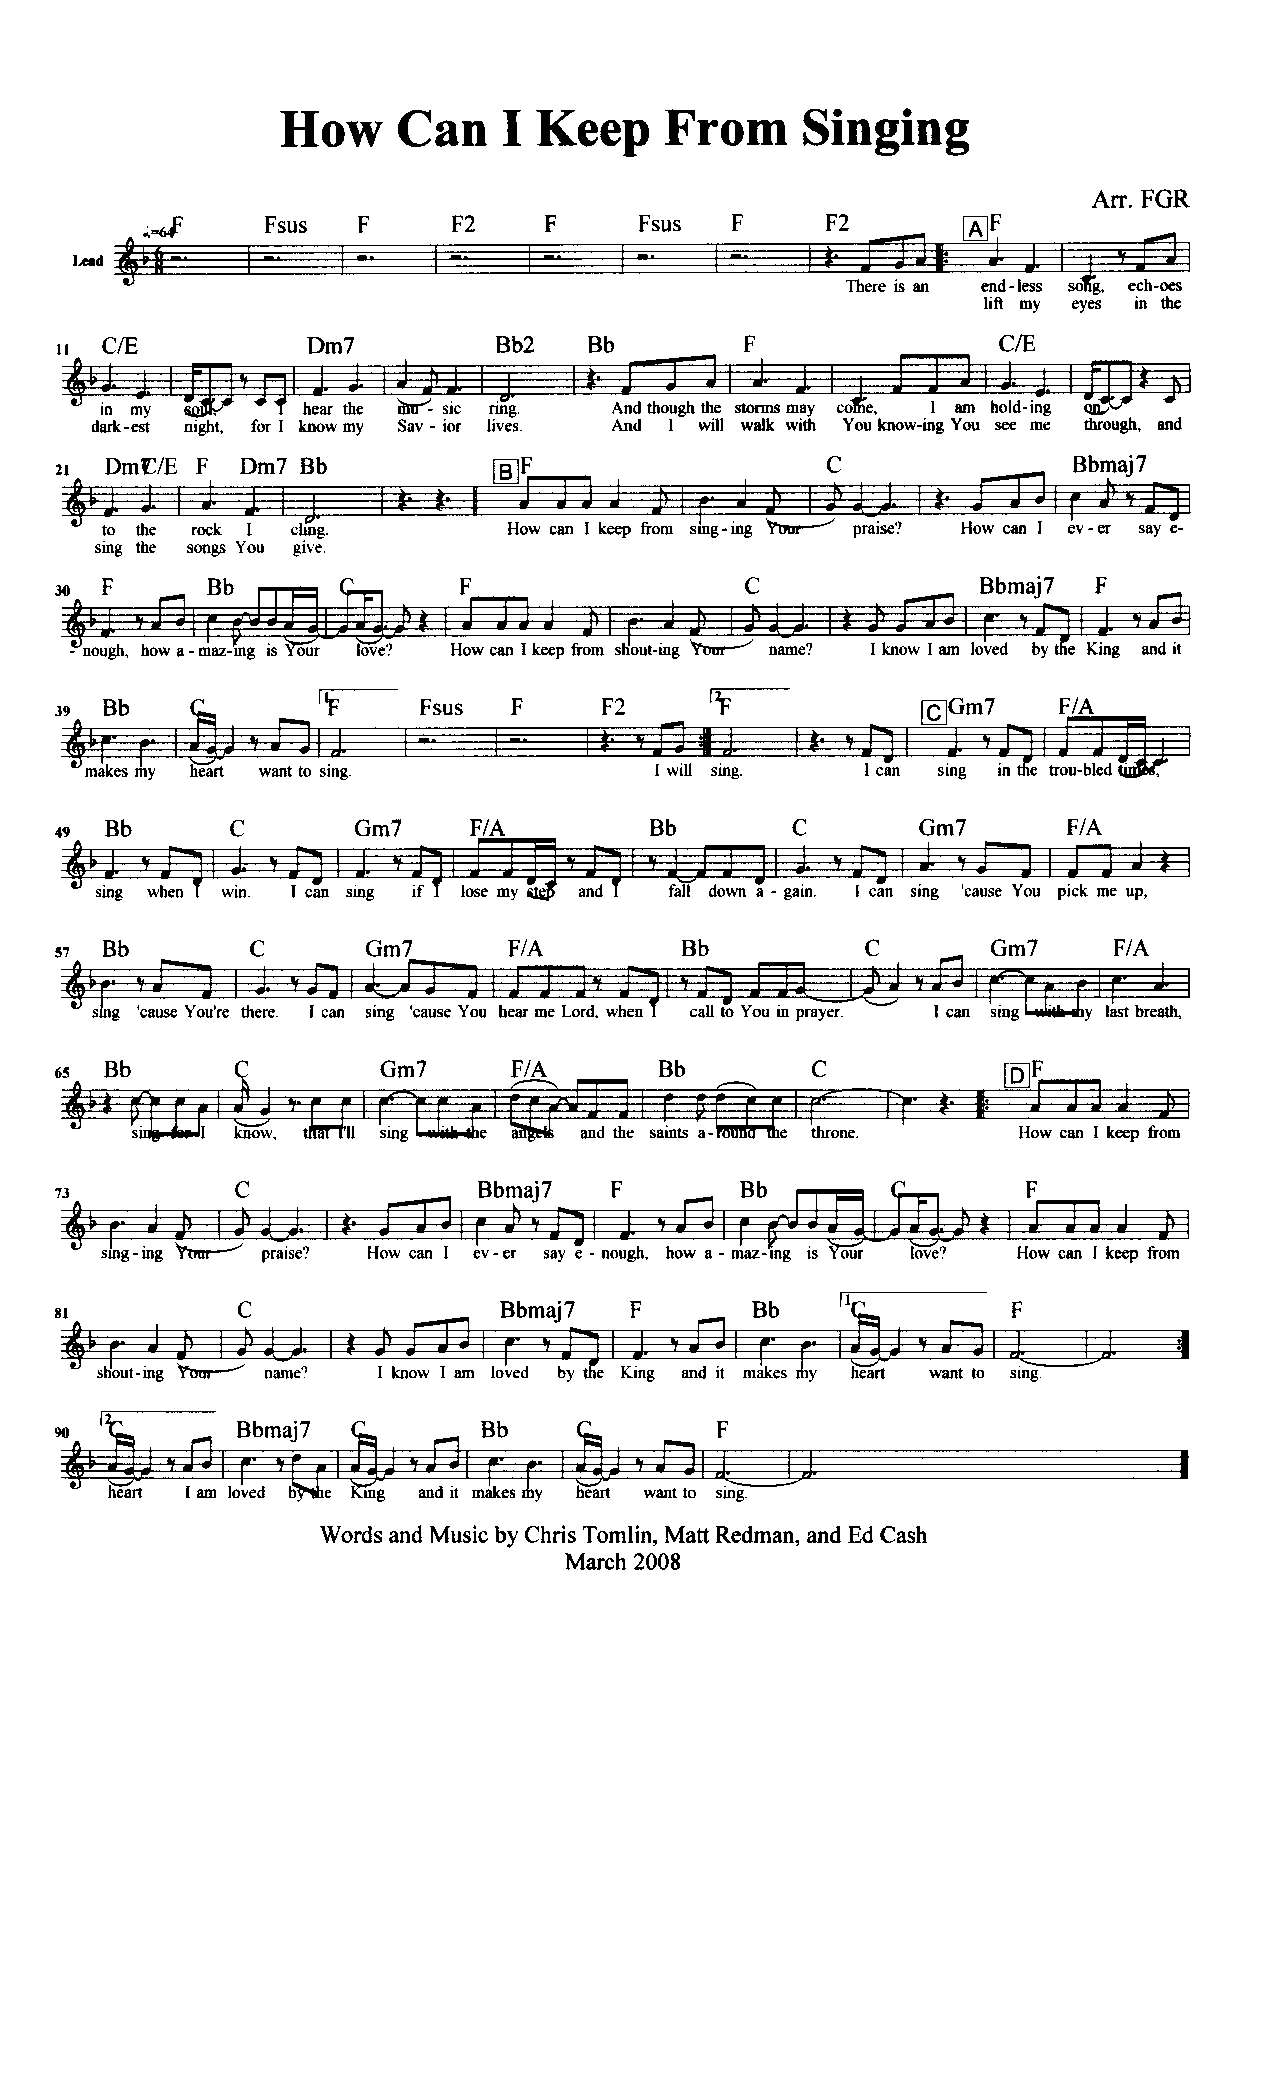 How Can I Keep From Singing
Arr. FGR
♩.=64 F Fsus F F2 F Fsus F F2 A F
Lead
There is an end-less song, ech-oes
lift my eyes in the
11 C/E Dm7 Bb2 Bb F C/E
in my soul, I hear the mu - sic ring. And though the storms may come, I am hold-ing on,
dark-est night, for I know my Sav - ior lives. And I will walk with You know-ing You see me through, and
21 Dm7 C/E F Dm7 Bb B F C Bbmaj7
to the rock I cling. How can I keep from sing-ing Your praise? How can I ev-er say e-
sing the songs You give.
30 F Bb C F C Bbmaj7 F
- nough, how a - maz-ing is Your love? How can I keep from shout-ing Your name? I know I am loved by the King and it
39 Bb C 1. F Fsus F F2 2. F C Gm7 F/A
makes my heart want to sing. I will sing. I can sing in the trou-bled times,
49 Bb C Gm7 F/A Bb C Gm7 F/A
sing when I win. I can sing if I lose my step and I fall down a - gain. I can sing 'cause You pick me up,
57 Bb C Gm7 F/A Bb C Gm7 F/A
sing 'cause You're there. I can sing 'cause You hear me Lord, when I call to You in prayer. I can sing with my last breath,
65 Bb C Gm7 F/A Bb C D F
sing for I know, that I'll sing with the angels and the saints a-round the throne. How can I keep from
73 C Bbmaj7 F Bb C F
sing-ing Your praise? How can I ev-er say e - nough, how a - maz-ing is Your love? How can I keep from
81 C Bbmaj7 F Bb 1. C F
shout-ing Your name? I know I am loved by the King and it makes my heart want to sing.
90 2. C Bbmaj7 C Bb C F
heart I am loved by the King and it makes my heart want to sing.
Words and Music by Chris Tomlin, Matt Redman, and Ed Cash
March 2008